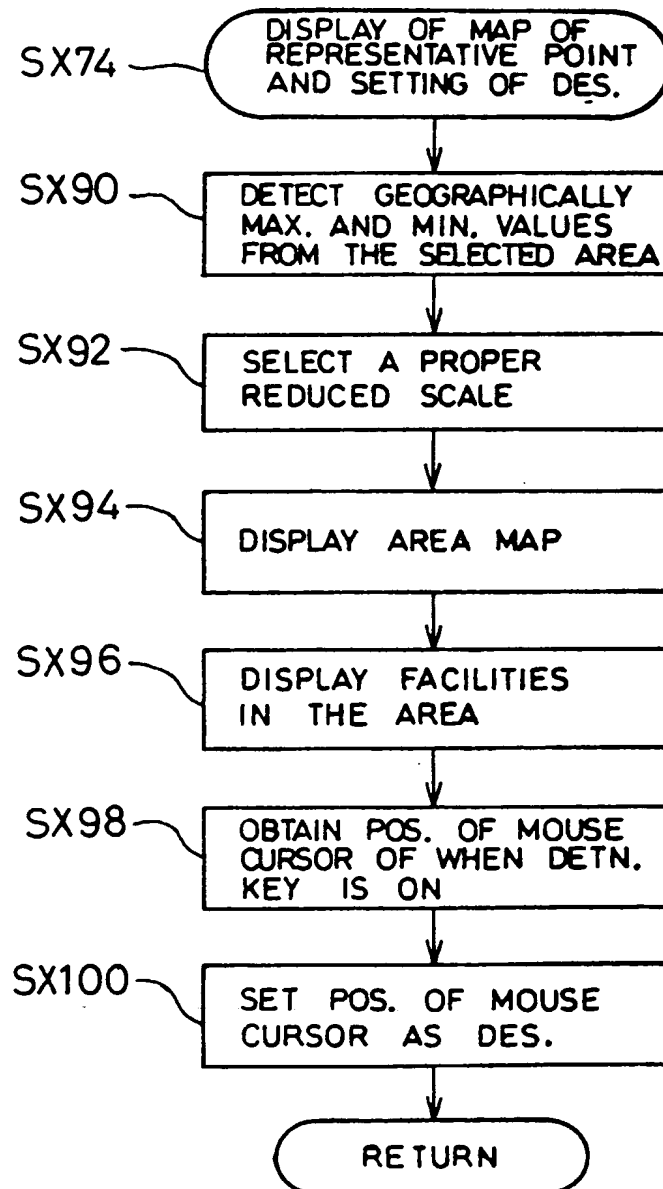 SX74
DISPLAY OF MAP OF
REPRESENTATIVE POINT
AND SETTING OF DES.
SX90
DETECT GEOGRAPHICALLY
MAX. AND MIN. VALUES
FROM THE SELECTED AREA
SX92
SELECT A PROPER
REDUCED SCALE
SX94
DISPLAY AREA MAP
SX96
DISPLAY FACILITIES
IN THE AREA
SX98
OBTAIN POS. OF MOUSE
CURSOR OF WHEN DETN.
KEY IS ON
SX100
SET POS. OF MOUSE
CURSOR AS DES.
RETURN